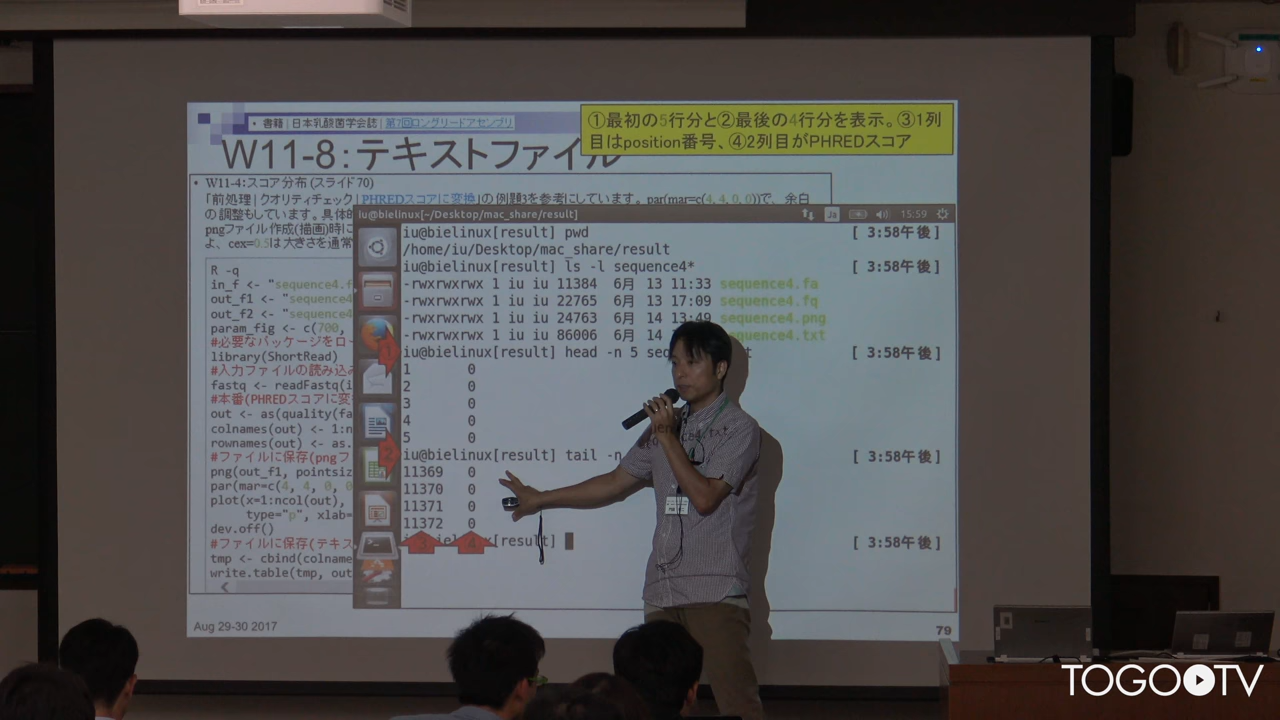 ・書籍 | 日本乳酸菌学会誌 | 第7回ロングリードアセンブリ
①最初の5行分と②最後の4行分を表示。③1列
目はposition番号、④2列目がPHREDスコア
W11-8：テキストファイル
• W11-4：スコア分布 (スライド70)
「前処理 | クオリティチェック | PHREDスコアに変換」の例題3を参考にしています。par(mar=c(4, 4, 0, 0))で、余白
の調整もしています。具体的
pngファイル作成(描画)時に
よ、cex=0.5は大きさを通常
R -q
in_f <- "sequence4.f
out_f1 <- "sequence4
out_f2 <- "sequence4
param_fig <- c(700,
#必要なパッケージをロー
library(ShortRead)
#入力ファイルの読み込み
fastq <- readFastq(i
#本番(PHREDスコアに変
out <- as(quality(fa
colnames(out) <- 1:n
rownames(out) <- as.
#ファイルに保存(pngフ
png(out_f1, pointsiz
par(mar=c(4, 4, 0, 0
plot(x=1:ncol(out),
type="p", xlab=
dev.off()
#ファイルに保存(テキス
tmp <- cbind(colname
write.table(tmp, out
iu@bielinux[~/Desktop/mac_share/result]
Ja
15:59
iu@bielinux[result] pwd [ 3:58午後]
/home/iu/Desktop/mac_share/result
iu@bielinux[result] ls -l sequence4* [ 3:58午後]
-rwxrwxrwx 1 iu iu 11384 6月 13 11:33 sequence4.fa
-rwxrwxrwx 1 iu iu 22765 6月 13 17:09 sequence4.fq
-rwxrwxrwx 1 iu iu 24763 6月 14 13:49 sequence4.png
-rwxrwxrwx 1 iu iu 86006 6月 14 sequence4.txt
iu@bielinux[result] head -n 5 seq [ 3:58午後]
1 0
2 0
3 0
4 0
5 0
iu@bielinux[result] tail -n [ 3:58午後]
11369 0
11370 0
11371 0
11372 0
[result] [ 3:58午後]
1
2
3 4
Aug 29-30 2017
79
TOGO TV